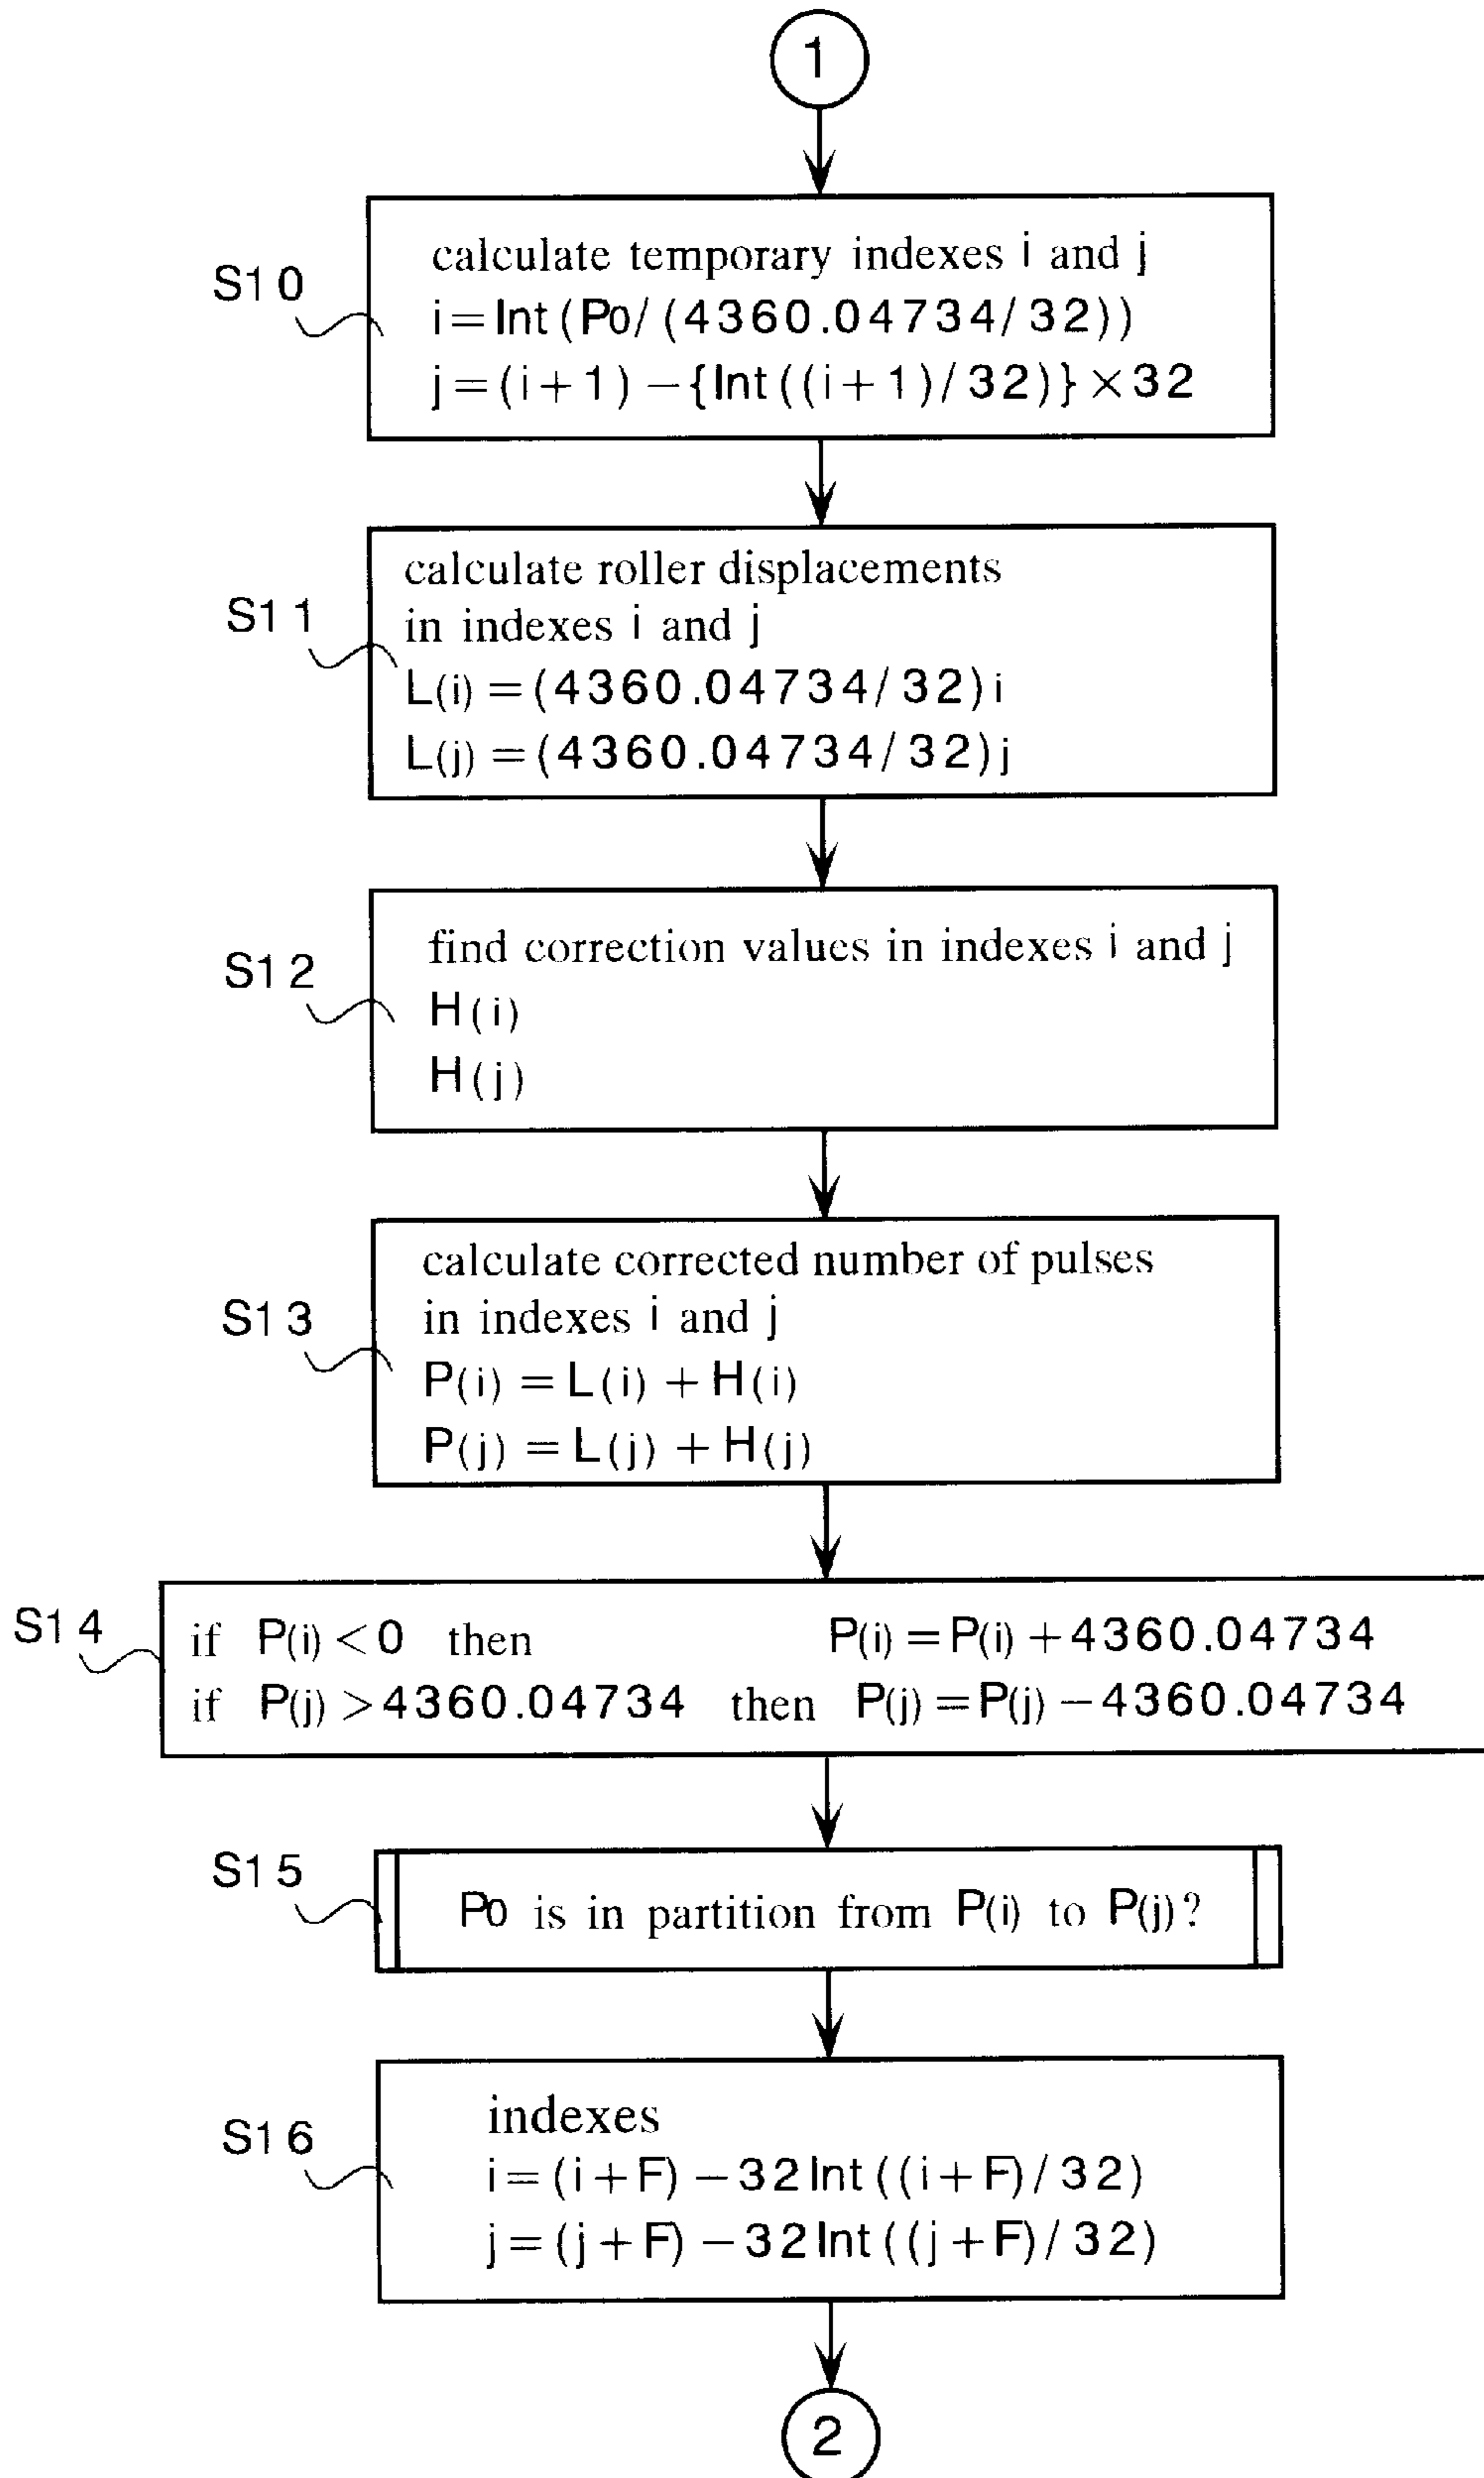 1
S10
calculate temporary indexes i and j
i=Int(P0/(4360.04734/32))
j=(i+1)−{Int((i+1)/32)}×32
S11
calculate roller displacements
in indexes i and j
L(i)=(4360.04734/32)i
L(j)=(4360.04734/32)j
S12
find correction values in indexes i and j
H(i)
H(j)
S13
calculate corrected number of pulses
in indexes i and j
P(i)=L(i)+H(i)
P(j)=L(j)+H(j)
S14
if P(i)<0 then P(i)=P(i)+4360.04734
if P(j)>4360.04734 then P(j)=P(j)−4360.04734
S15
P0 is in partition from P(i) to P(j)?
S16
indexes
i=(i+F)−32Int((i+F)/32)
j=(j+F)−32Int((j+F)/32)
2